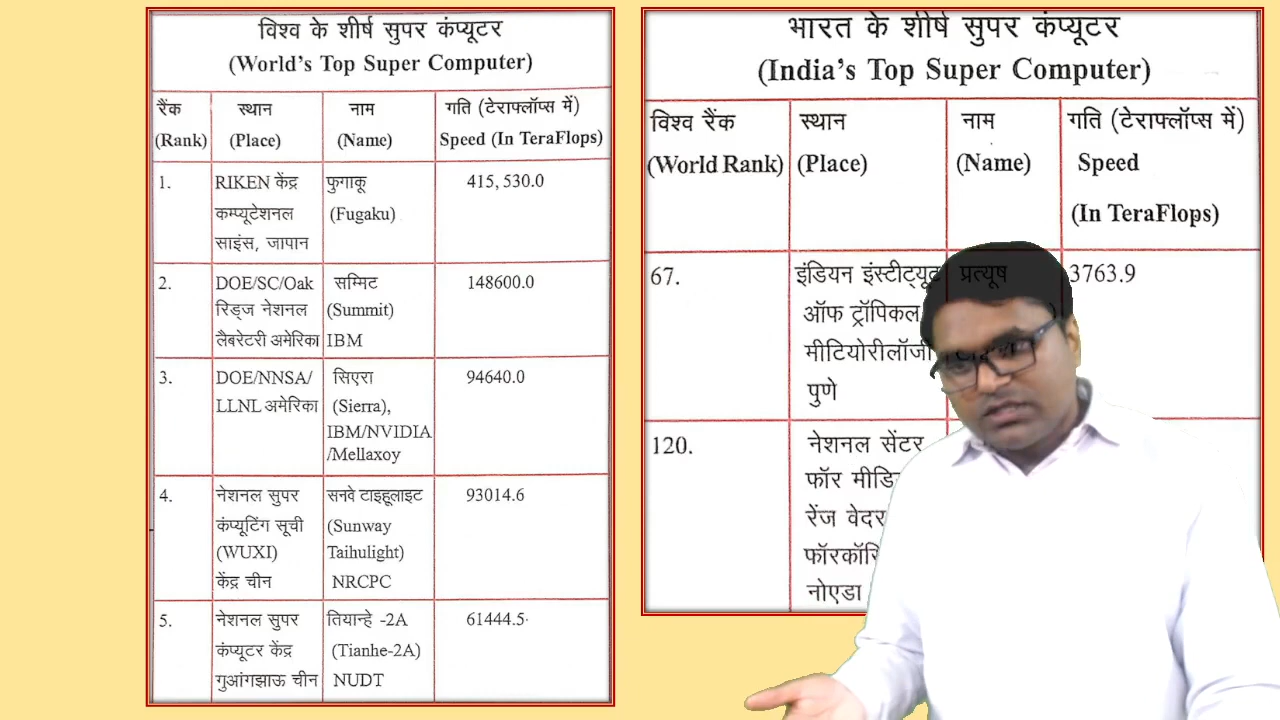 विश्व के शीर्ष सुपर कंप्यूटर
(World's Top Super Computer)
रैंक स्थान नाम गति (टेराफ्लॉप्स में)
(Rank) (Place) (Name) Speed (In TeraFlops)
1. RIKEN केंद्र फुगाकू 415, 530.0
कम्प्यूटेशनल (Fugaku)
साइंस, जापान
2. DOE/SC/Oak सम्मिट 148600.0
रिड्ज नेशनल (Summit)
लैबरेटरी अमेरिका IBM
3. DOE/NNSA/ सिएरा 94640.0
LLNL अमेरिका (Sierra),
IBM/NVIDIA
/Mellaxoy
4. नेशनल सुपर सनवे टाइहूलाइट 93014.6
कंप्यूटिंग सूची (Sunway
(WUXI) Taihulight)
केंद्र चीन NRCPC
5. नेशनल सुपर तियान्हे -2A 61444.5
कंप्यूटर केंद्र (Tianhe-2A)
गुआंगझाऊ चीन NUDT
भारत के शीर्ष सुपर कंप्यूटर
(India's Top Super Computer)
विश्व रैंक स्थान नाम गति (टेराफ्लॉप्स में)
(World Rank) (Place) (Name) Speed
(In TeraFlops)
67. इंडियन इंस्टीट्यूट प्रत्यूष 3763.9
ऑफ ट्रॉपिकल
मीटियोरीलॉजी
पुणे
120. नेशनल सेंटर
फॉर
रेंज वेदर
नोएडा